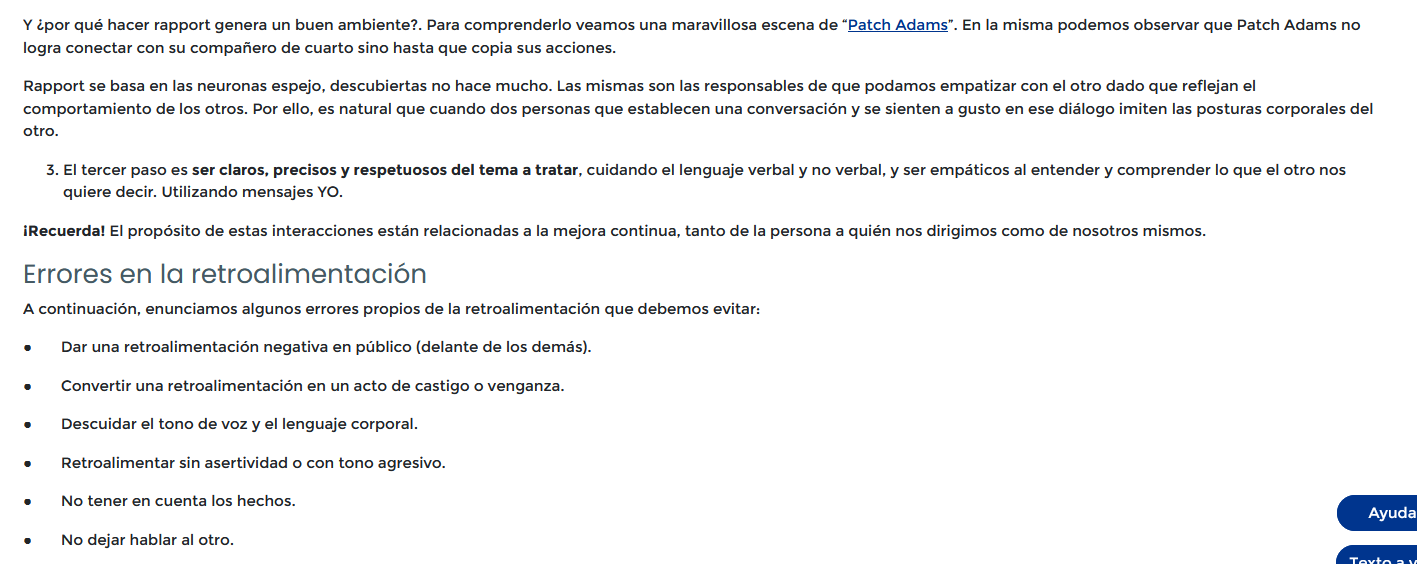 Y ¿por qué hacer rapport genera un buen ambiente?. Para comprenderlo veamos una maravillosa escena de “Patch Adams”. En la misma podemos observar que Patch Adams no
logra conectar con su compañero de cuarto sino hasta que copia sus acciones.
Rapport se basa en las neuronas espejo, descubiertas no hace mucho. Las mismas son las responsables de que podamos empatizar con el otro dado que reflejan el
comportamiento de los otros. Por ello, es natural que cuando dos personas que establecen una conversación y se sienten a gusto en ese diálogo imiten las posturas corporales del
otro.
3. El tercer paso es ser claros, precisos y respetuosos del tema a tratar, cuidando el lenguaje verbal y no verbal, y ser empáticos al entender y comprender lo que el otro nos
quiere decir. Utilizando mensajes YO.
¡Recuerda! El propósito de estas interacciones están relacionadas a la mejora continua, tanto de la persona a quién nos dirigimos como de nosotros mismos.
Errores en la retroalimentación
A continuación, enunciamos algunos errores propios de la retroalimentación que debemos evitar:
● Dar una retroalimentación negativa en público (delante de los demás).
● Convertir una retroalimentación en un acto de castigo o venganza.
● Descuidar el tono de voz y el lenguaje corporal.
● Retroalimentar sin asertividad o con tono agresivo.
● No tener en cuenta los hechos.
Ayuda
● No dejar hablar al otro.
Texto a